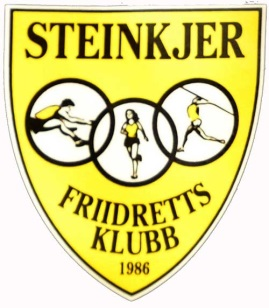 STEINKJER
FRIIDRETTS
KLUBB
1986